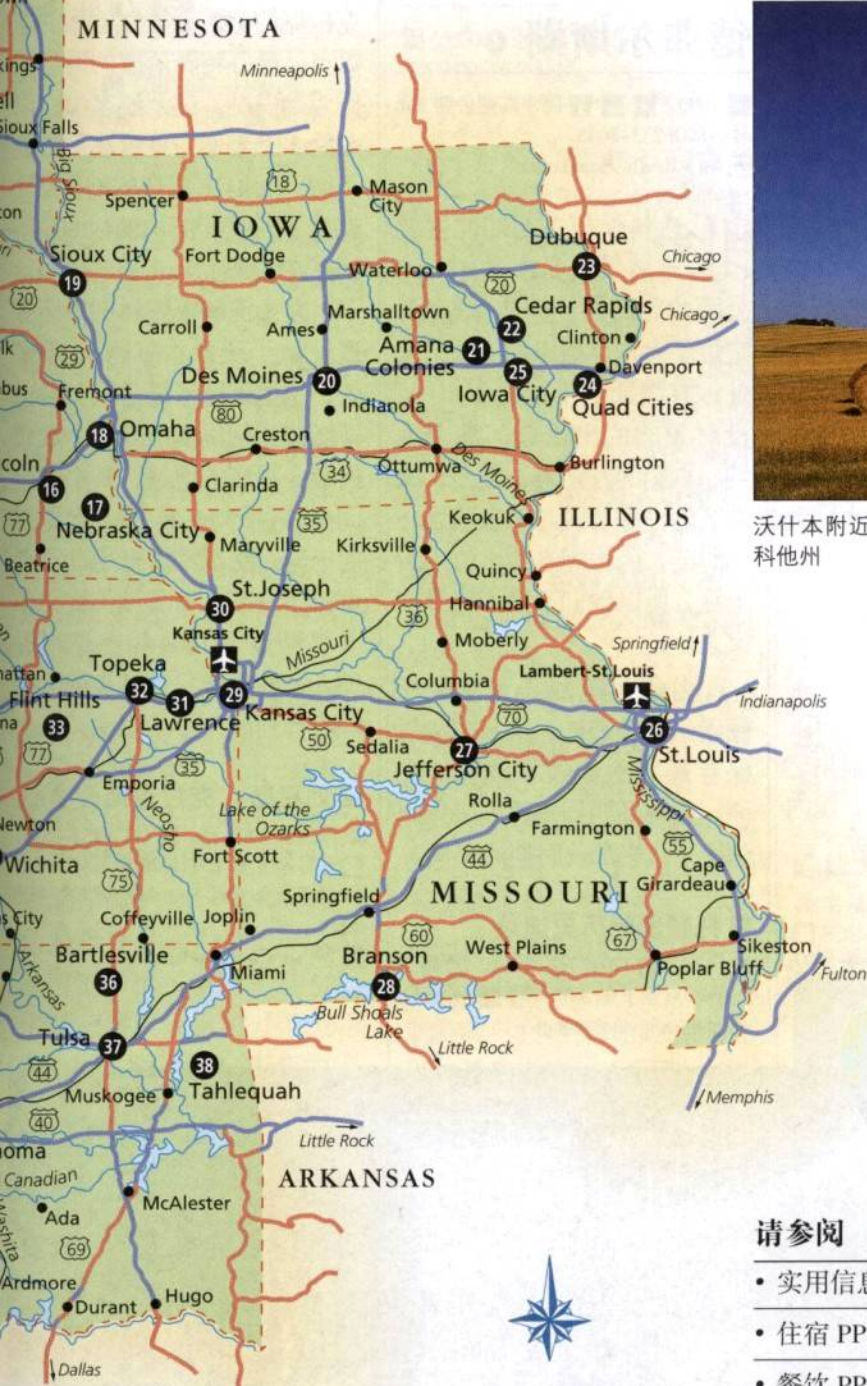 MINNESOTA
Minneapolis
Sioux Falls
Big Sioux
18
Spencer
Mason
City
IOWA
Dubuque
Sioux City
Fort Dodge
Waterloo
23
Chicago
19
20
20
Cedar Rapids
Chicago
Marshalltown
22
Carroll
Ames
Amana
Colonies
21
Clinton
29
Des Moines
20
25
Davenport
24
Fremont
Iowa City
80
Indianola
Quad Cities
18
Omaha
Creston
Des Moines
34
Ottumwa
Burlington
16
Clarinda
17
77
Nebraska City
35
Keokuk
ILLINOIS
Maryville
Kirksville
Beatrice
Quincy
St.Joseph
30
Hannibal
36
Kansas City
Missouri
Moberly
Springfield
Topeka
Lambert-St.Louis
32
31
29
Columbia
Indianapolis
Flint Hills
33
Lawrence
Kansas City
70
26
50
Sedalia
27
St.Louis
77
35
Jefferson City
Emporia
Mississippi
Neosho
Lake of the
Ozarks
Rolla
Newton
Farmington
Fort Scott
55
Wichita
44
Cape
Girardeau
75
Springfield
MISSOURI
Coffeyville
Joplin
60
67
Sikeston
Bartlesville
Branson
West Plains
Arkansas
36
Miami
28
Poplar Bluff
Fulton
Bull Shoals
Lake
Tulsa
37
Little Rock
44
38
Muskogee
Tahlequah
Memphis
40
Little Rock
Canadian
ARKANSAS
McAlester
Ada
Washita
69
Ardmore
Durant
Hugo
Dallas
沃什本附近
科他州
请参阅
• 实用信息
• 住宿 PP
• 餐饮 PP